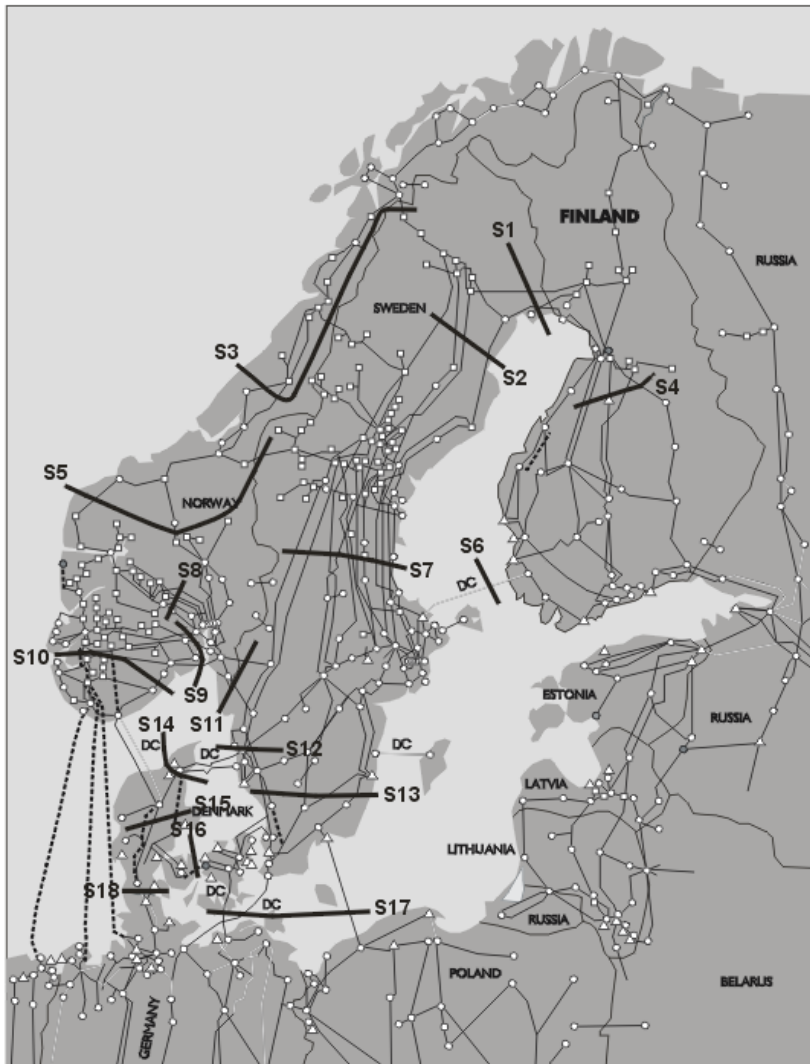 FINLAND
S1
RUSSIA
SWEDEN
S3
S2
S4
S5
NORWAY
S6
S8
S7
DC
S10
S9
ESTONIA
S11
S14
RUSSIA
DC
DC
S12
DC
LATVIA
S13
S15
DENMARK
S16
LITHUANIA
S18
DC
DC
S17
RUSSIA
POLAND
BELARUS
GERMANY